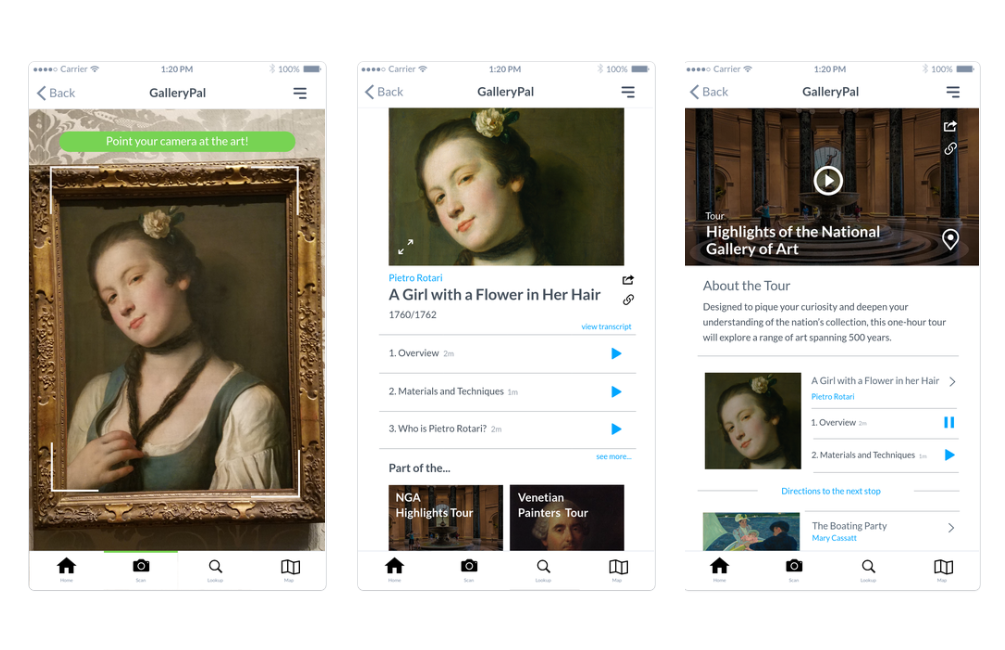 Carrier 1:20 PM 100%
Back GalleryPal
Point your camera at the art!
Home Scan Lookup Map
Carrier 1:20 PM 100%
Back GalleryPal
Pietro Rotari
A Girl with a Flower in Her Hair
1760/1762
view transcript
1. Overview 2m
2. Materials and Techniques 1m
3. Who is Pietro Rotari? 2m
see more...
Part of the...
NGA
Highlights Tour
Venetian
Painters Tour
Home Scan Lookup Map
Carrier 1:20 PM 100%
Back GalleryPal
Tour:
Highlights of the National
Gallery of Art
About the Tour
Designed to pique your curiosity and deepen your
understanding of the nation's collection, this one-hour tour
will explore a range of art spanning 500 years.
A Girl with a Flower in her Hair
Pietro Rotari
1. Overview 2m
2. Materials and Techniques 1m
Directions to the next stop
The Boating Party
Mary Cassatt
Home Scan Lookup Map